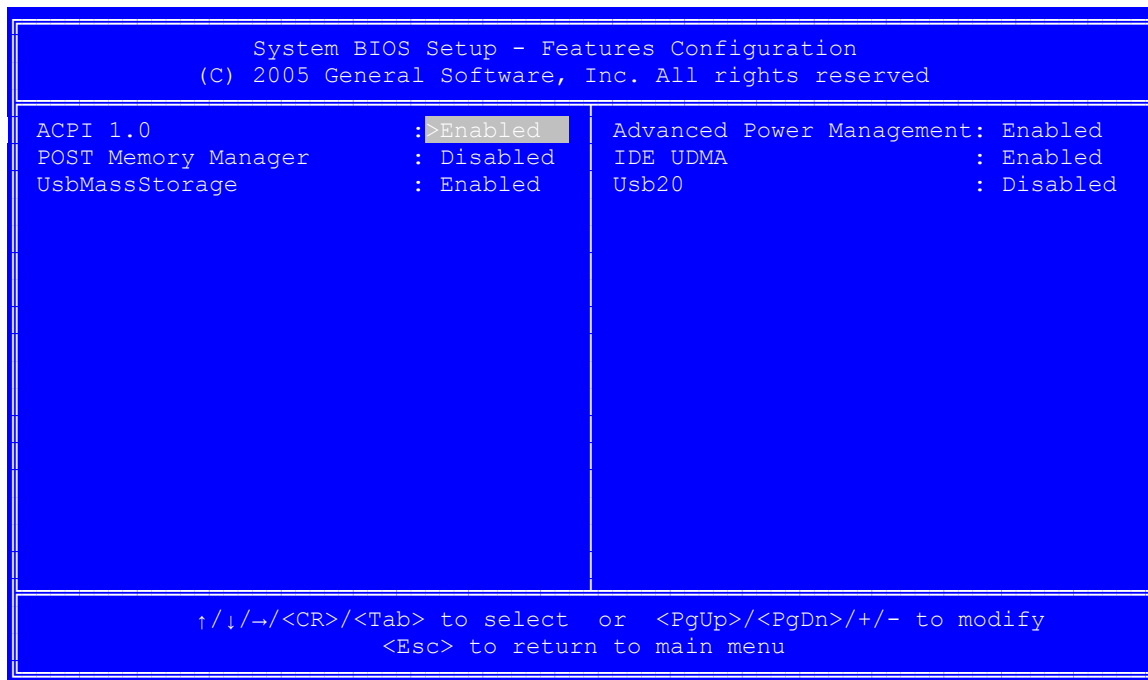 System BIOS Setup - Features Configuration
(C) 2005 General Software, Inc. All rights reserved
ACPI 1.0 :>Enabled
POST Memory Manager : Disabled
UsbMassStorage : Enabled
Advanced Power Management: Enabled
IDE UDMA : Enabled
Usb20 : Disabled
↑/↓/→/<CR>/<Tab> to select or <PgUp>/<PgDn>/+/- to modify
<Esc> to return to main menu